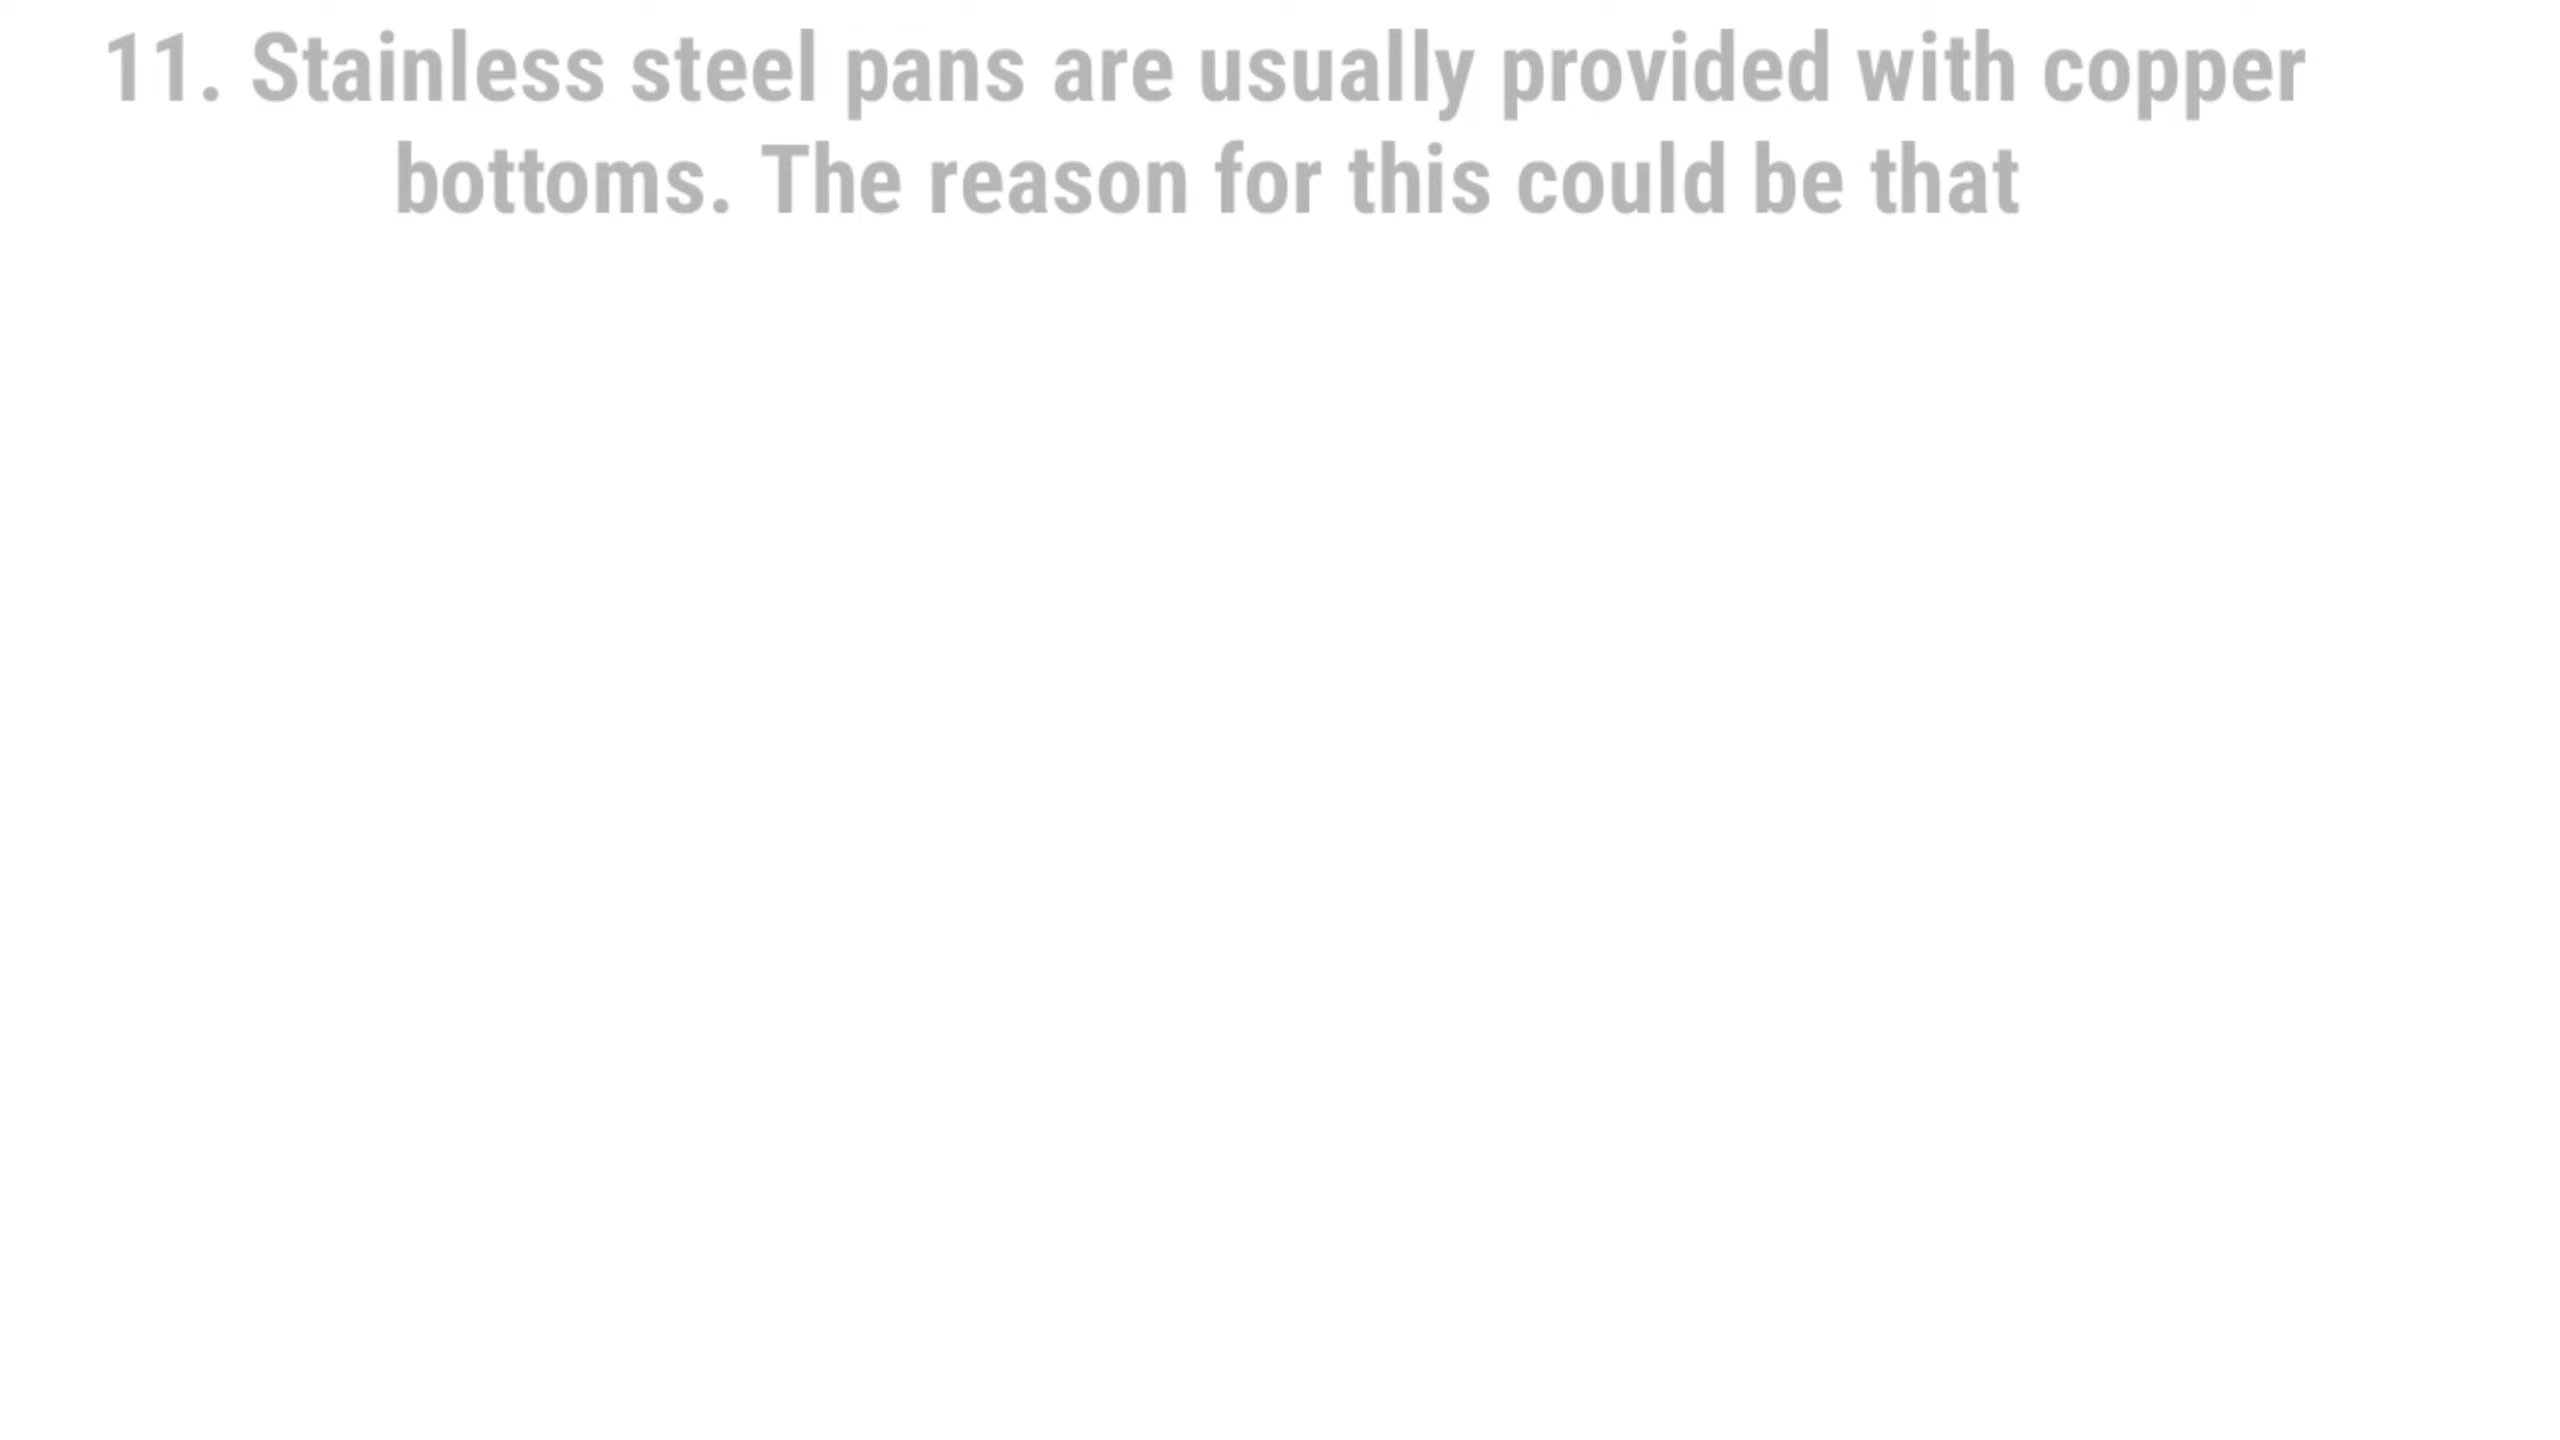 11. Stainless steel pans are usually provided with copper
bottoms. The reason for this could be that